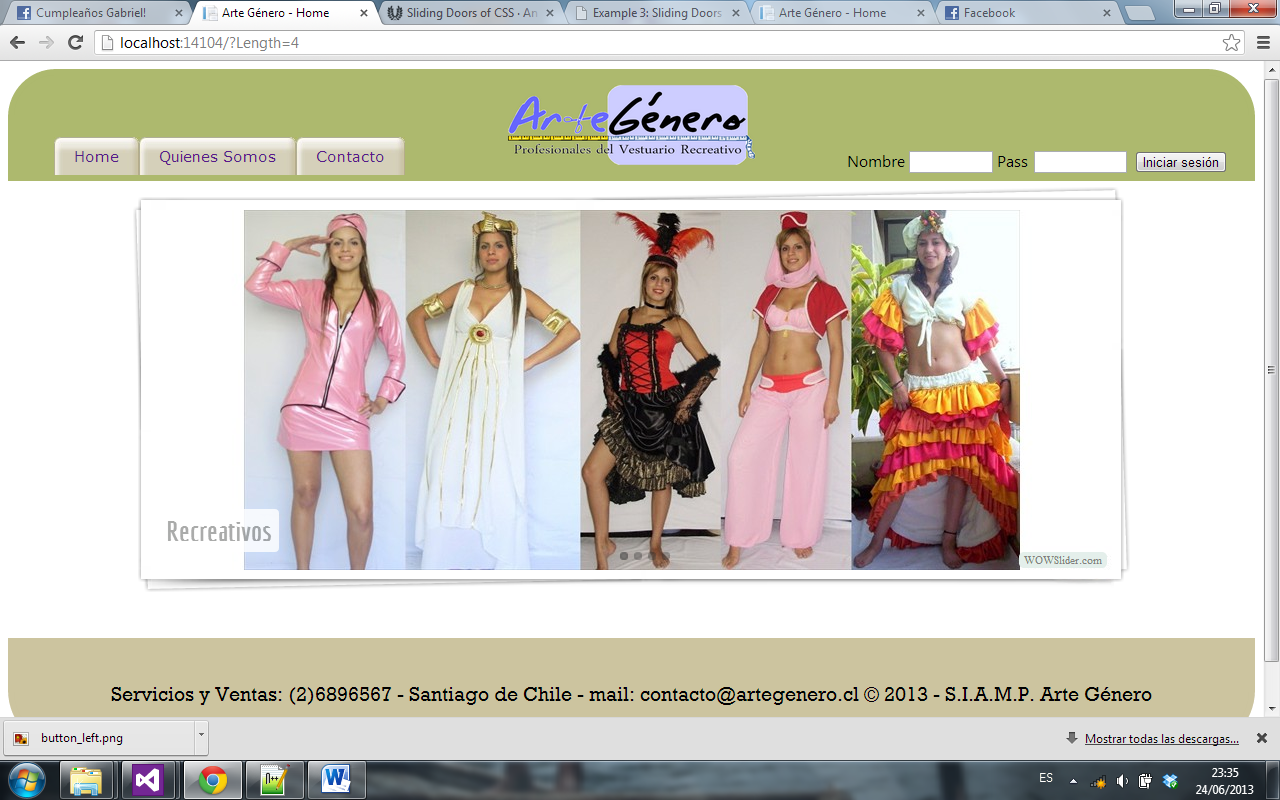 Cumpleaños Gabriel!
Arte Género - Home
Sliding Doors of CSS · An
Example 3: Sliding Doors
Arte Género - Home
Facebook
localhost:14104/?Length=4
Arte Género
Profesionales del Vestuario Recreativo
Home
Quienes Somos
Contacto
Nombre
Pass
Iniciar sesión
Recreativos
WOWSlider.com
Servicios y Ventas: (2)6896567 - Santiago de Chile - mail: contacto@artegenero.cl © 2013 - S.I.A.M.P. Arte Género
button_left.png
Mostrar todas las descargas...
ES
23:35
24/06/2013